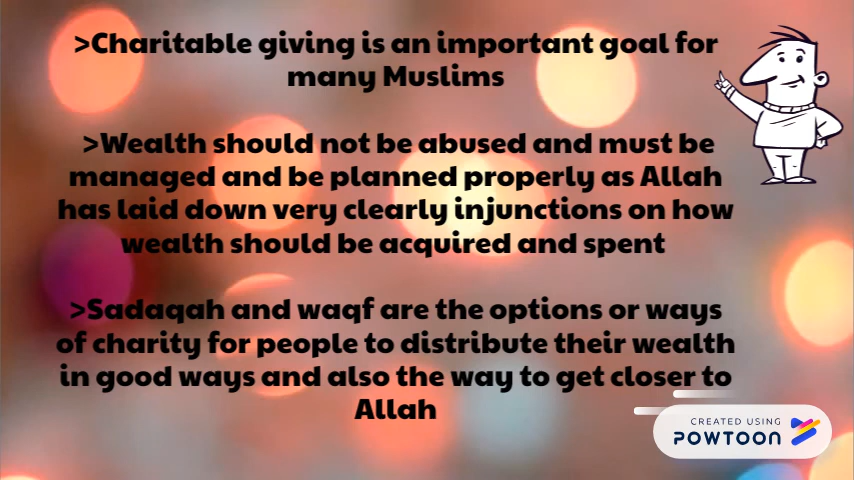 >Charitable giving is an important goal for
many Muslims
>Wealth should not be abused and must be
managed and be planned properly as Allah
has laid down very clearly injunctions on how
wealth should be acquired and spent
>Sadaqah and waqf are the options or ways
of charity for people to distribute their wealth
in good ways and also the way to get closer to
Allah
CREATED USING
POWTOON